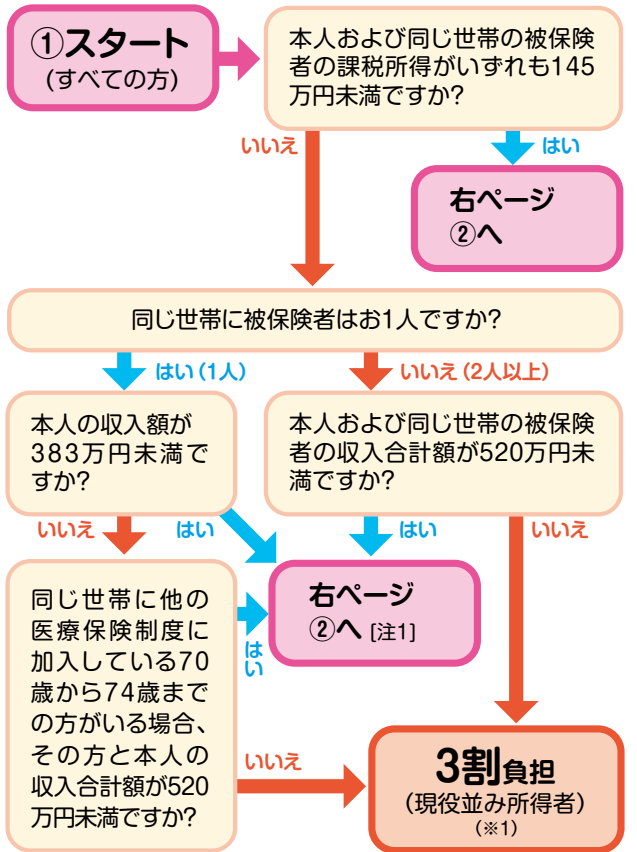 ①スタート
(すべての方)
本人および同じ世帯の被保険
者の課税所得がいずれも145
万円未満ですか?
いいえ
はい
右ページ
②へ
同じ世帯に被保険者はお1人ですか?
はい(1人)
いいえ(2人以上)
本人の収入額が
383万円未満で
すか?
本人および同じ世帯の被保険
者の収入合計額が520万円未
満ですか?
いいえ
はい
はい
いいえ
同じ世帯に他の
医療保険制度に
加入している70
歳から74歳まで
の方がいる場合、
その方と本人の
収入合計額が520
万円未満ですか?
はい
右ページ
②へ [注1]
いいえ
3割負担
(現役並み所得者)
(※1)